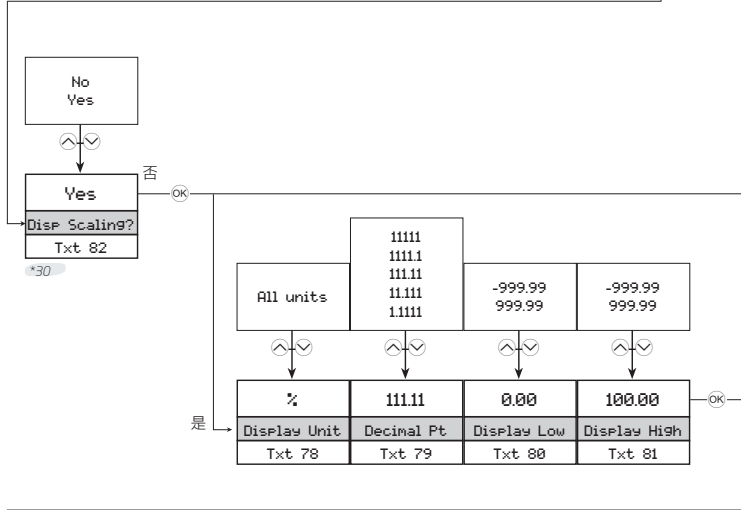 No
Yes
否
Yes
OK
Disp Scaling?
Txt 82
*30
All units
11111
1111.1
111.11
11.111
1.1111
-999.99
999.99
-999.99
999.99
%
111.11
0.00
100.00
OK
是
Display Unit
Decimal Pt
Display Low
Display High
Txt 78
Txt 79
Txt 80
Txt 81